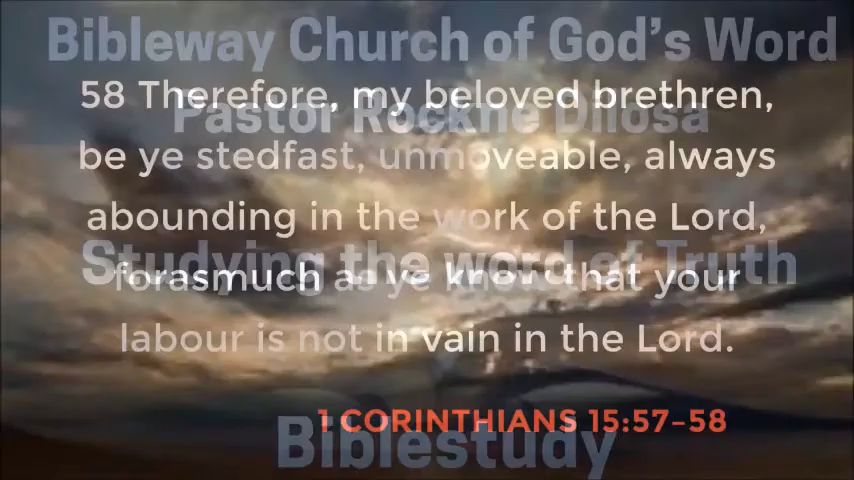 Bibleway Church of God's Word
58 Therefore, my beloved brethren,
Pastor Rockne Dilosa
be ye stedfast, unmoveable, always
abounding in the work of the Lord,
Studying the word of Truth
forasmuch as ye know that your
labour is not in vain in the Lord.
1 CORINTHIANS 15:57-58
Biblestudy